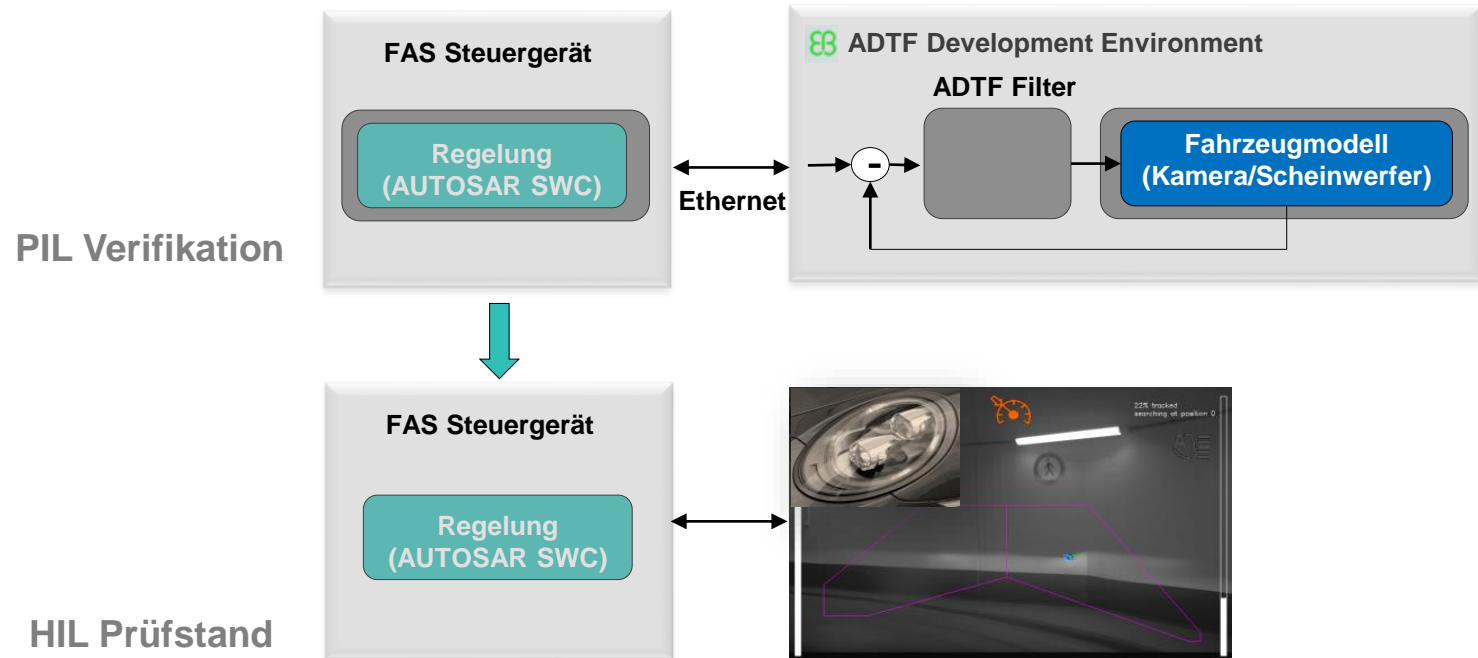 FAS Steuergerät
Regelung
(AUTOSAR SWC)
Ethernet
EB ADTF Development Environment
ADTF Filter
-
Fahrzeugmodell
(Kamera/Scheinwerfer)
PIL Verifikation
FAS Steuergerät
Regelung
(AUTOSAR SWC)
22% tracked
searching at position 0
A
HIL Prüfstand